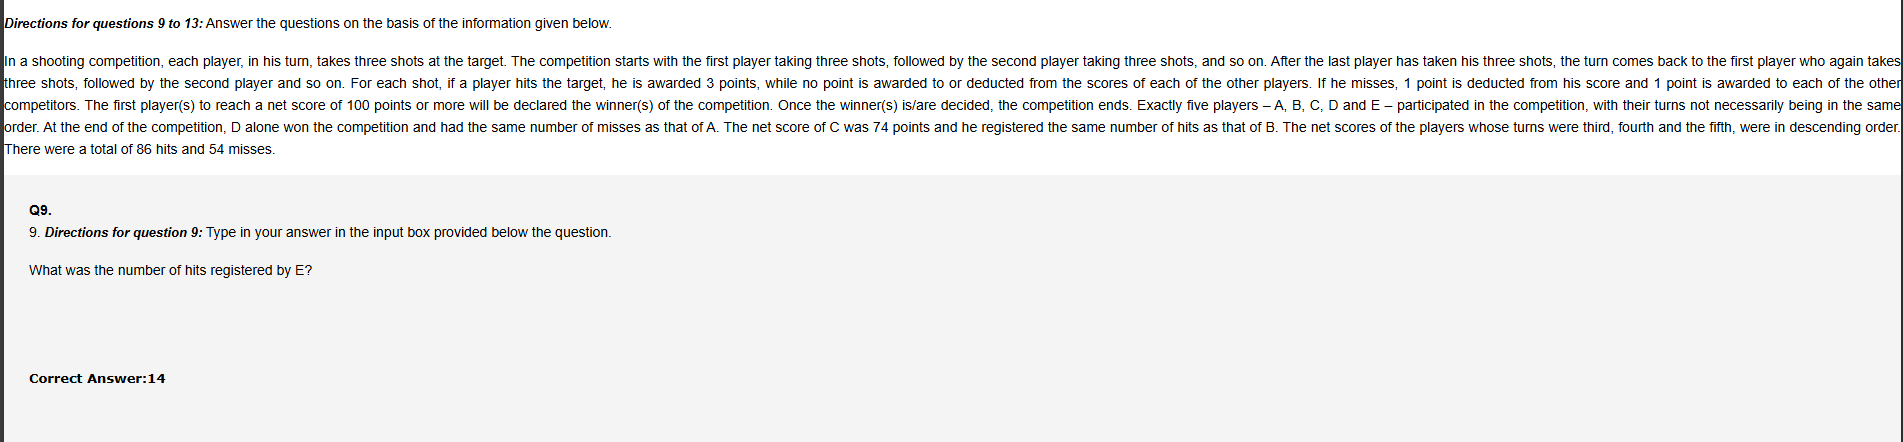 Directions for questions 9 to 13: Answer the questions on the basis of the information given below.
In a shooting competition, each player, in his turn, takes three shots at the target. The competition starts with the first player taking three shots, followed by the second player taking three shots, and so on. After the last player has taken his three shots, the turn comes back to the first player who again takes
three shots, followed by the second player and so on. For each shot, if a player hits the target, he is awarded 3 points, while no point is awarded to or deducted from the scores of each of the other players. If he misses, 1 point is deducted from his score and 1 point is awarded to each of the other
competitors. The first player(s) to reach a net score of 100 points or more will be declared the winner(s) of the competition. Once the winner(s) is/are decided, the competition ends. Exactly five players – A, B, C, D and E – participated in the competition, with their turns not necessarily being in the same
order. At the end of the competition, D alone won the competition and had the same number of misses as that of A. The net score of C was 74 points and he registered the same number of hits as that of B. The net scores of the players whose turns were third, fourth and the fifth, were in descending order.
There were a total of 86 hits and 54 misses.
Q9.
9. Directions for question 9: Type in your answer in the input box provided below the question.
What was the number of hits registered by E?
Correct Answer:14